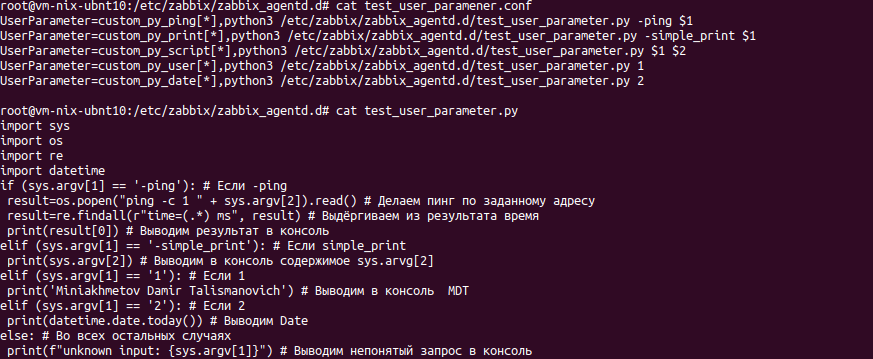 root@vm-nix-ubnt10:/etc/zabbix/zabbix_agentd.d# cat test_user_paramener.conf
UserParameter=custom_py_ping[*],python3 /etc/zabbix/zabbix_agentd.d/test_user_parameter.py -ping $1
UserParameter=custom_py_print[*],python3 /etc/zabbix/zabbix_agentd.d/test_user_parameter.py -simple_print $1
UserParameter=custom_py_script[*],python3 /etc/zabbix/zabbix_agentd.d/test_user_parameter.py $1 $2
UserParameter=custom_py_user[*],python3 /etc/zabbix/zabbix_agentd.d/test_user_parameter.py 1
UserParameter=custom_py_date[*],python3 /etc/zabbix/zabbix_agentd.d/test_user_parameter.py 2
root@vm-nix-ubnt10:/etc/zabbix/zabbix_agentd.d# cat test_user_parameter.py
import sys
import os
import re
import datetime
if (sys.argv[1] == '-ping'): # Если -ping
 result=os.popen("ping -c 1 " + sys.argv[2]).read() # Делаем пинг по заданному адресу
 result=re.findall(r"time=(.*) ms", result) # Выдёргиваем из результата время
 print(result[0]) # Выводим результат в консоль
elif (sys.argv[1] == '-simple_print'): # Если simple_print
 print(sys.argv[2]) # Выводим в консоль содержимое sys.arvg[2]
elif (sys.argv[1] == '1'): # Если 1
 print('Miniakhmetov Damir Talismanovich') # Выводим в консоль  MDT
elif (sys.argv[1] == '2'): # Если 2
 print(datetime.date.today()) # Выводим Date
else: # Во всех остальных случаях
 print(f"unknown input: {sys.argv[1]}") # Выводим непонятый запрос в консоль